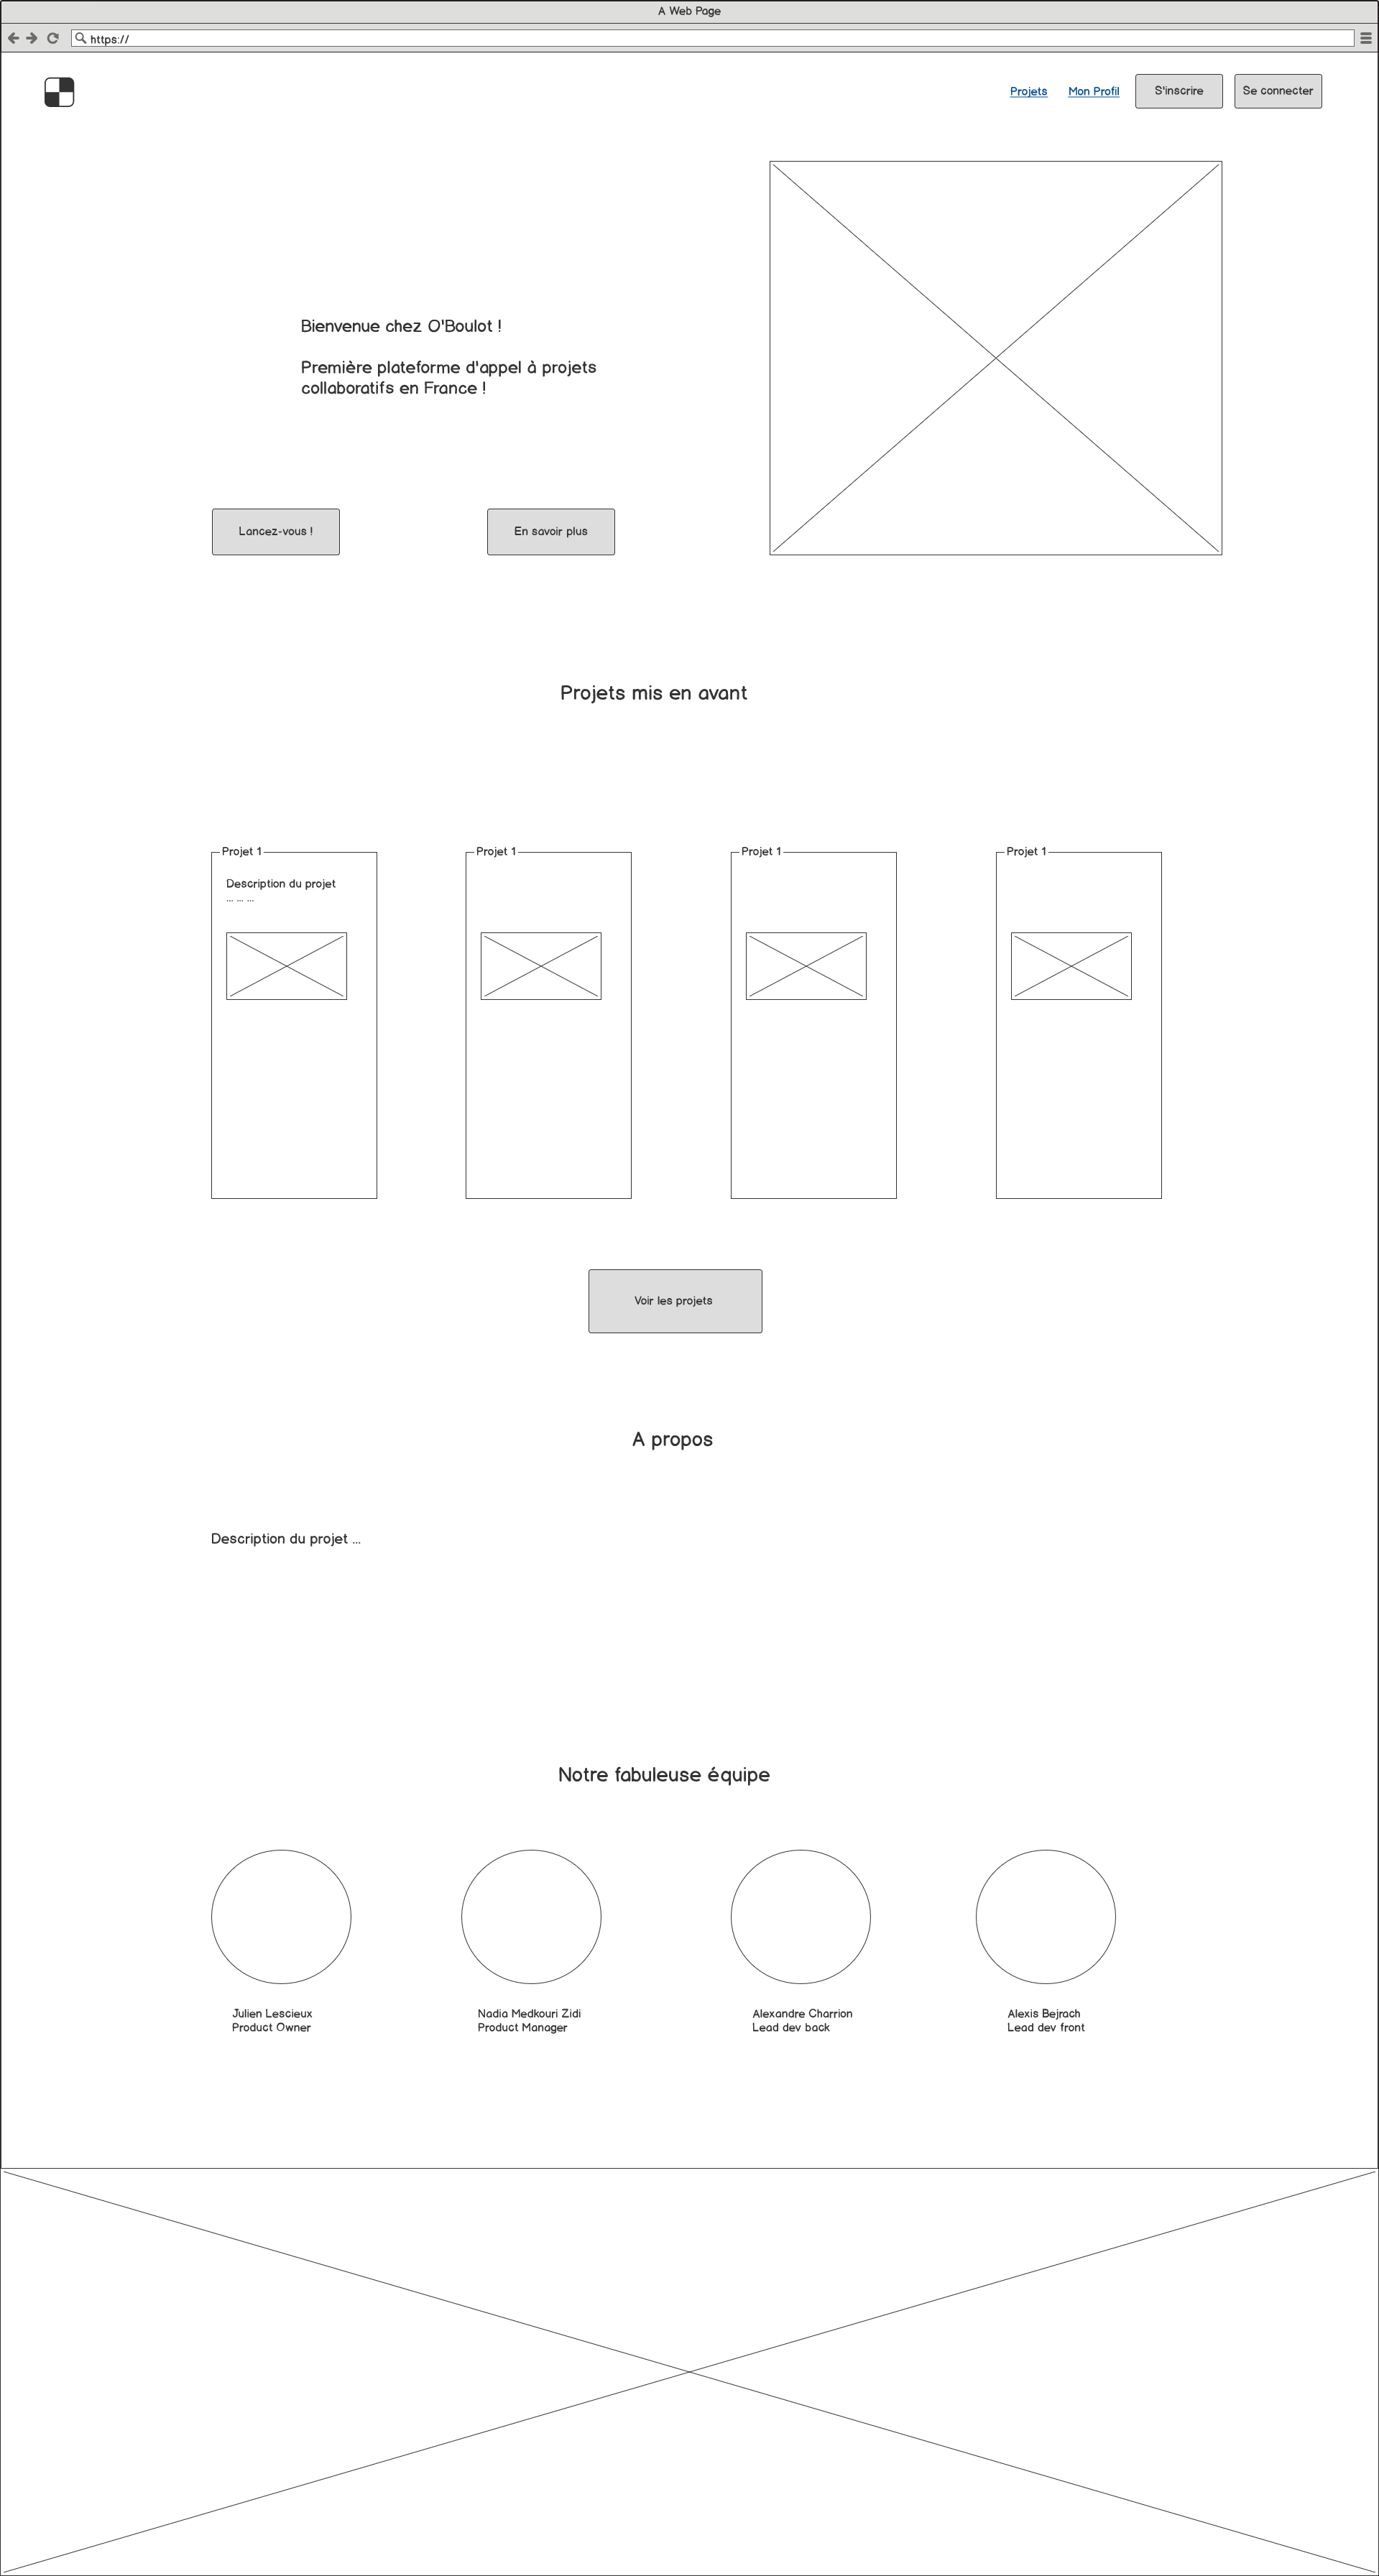 A Web Page
https://
Projets
Mon Profil
S'inscrire
Se connecter
Bienvenue chez O'Boulot !
Première plateforme d'appel à projets
collaboratifs en France !
Lancez-vous !
En savoir plus
Projets mis en avant
Projet 1
Projet 1
Projet 1
Projet 1
Description du projet
... ... ...
Voir les projets
A propos
Description du projet ...
Notre fabuleuse équipe
Julien Lescieux
Product Owner
Nadia Medkouri Zidi
Product Manager
Alexandre Charrion
Lead dev back
Alexis Bejrach
Lead dev front